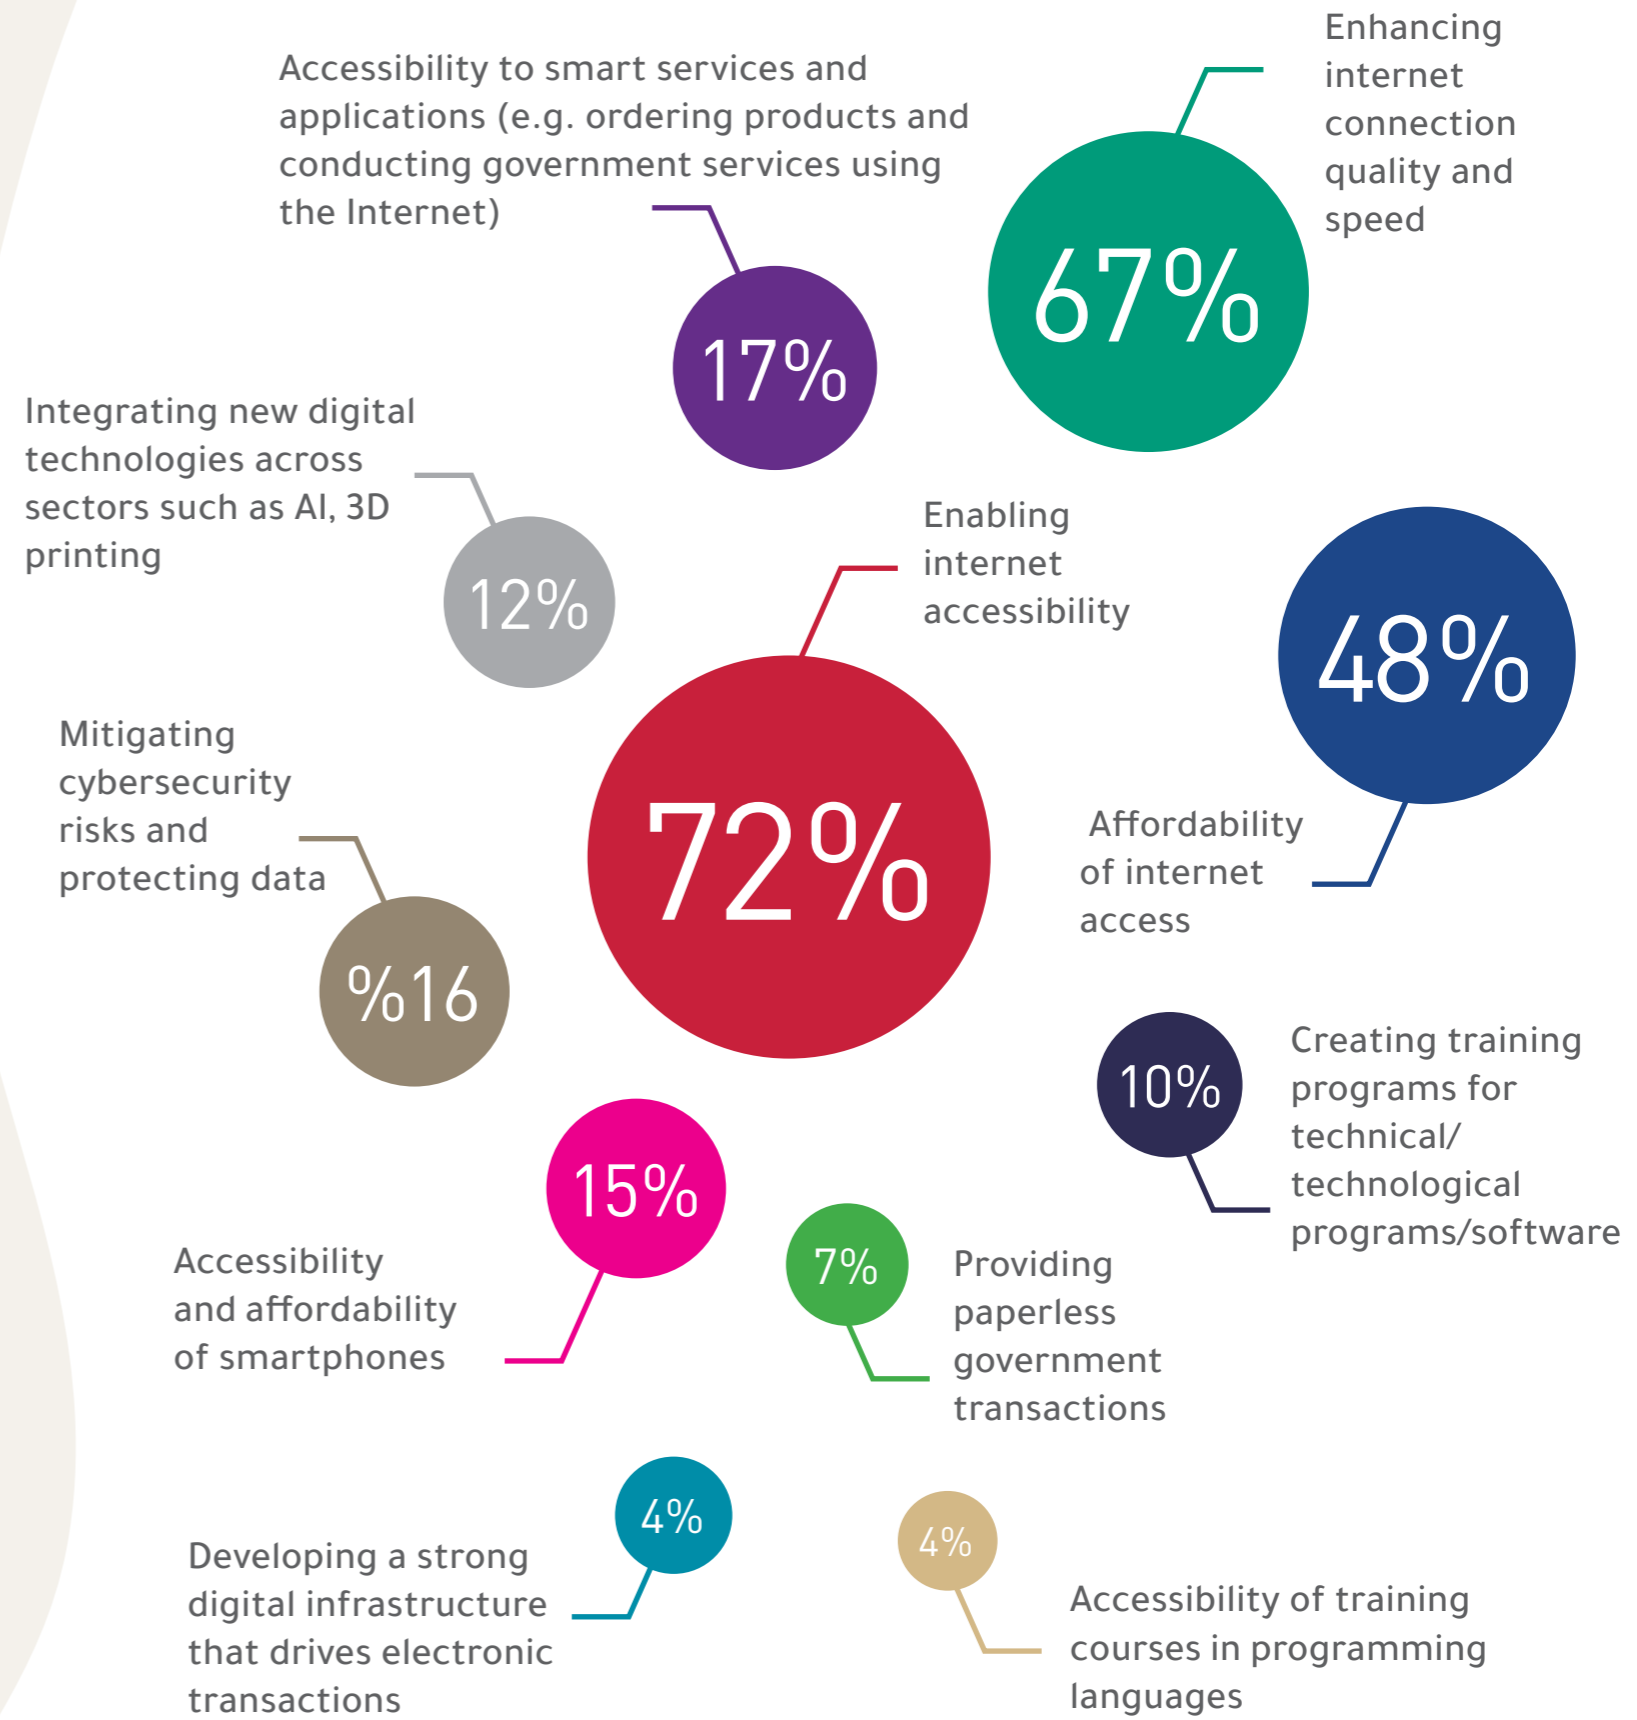 Accessibility to smart services and
applications (e.g. ordering products and
conducting government services using
the Internet)
17%
Enhancing
internet
connection
quality and
speed
67%
Integrating new digital
technologies across
sectors such as AI, 3D
printing
12%
Enabling
internet
accessibility
72%
48%
Affordability
of internet
access
Mitigating
cybersecurity
risks and
protecting data
%16
10%
Creating training
programs for
technical/
technological
programs/software
15%
Accessibility
and affordability
of smartphones
7%
Providing
paperless
government
transactions
4%
Developing a strong
digital infrastructure
that drives electronic
transactions
4%
Accessibility of training
courses in programming
languages